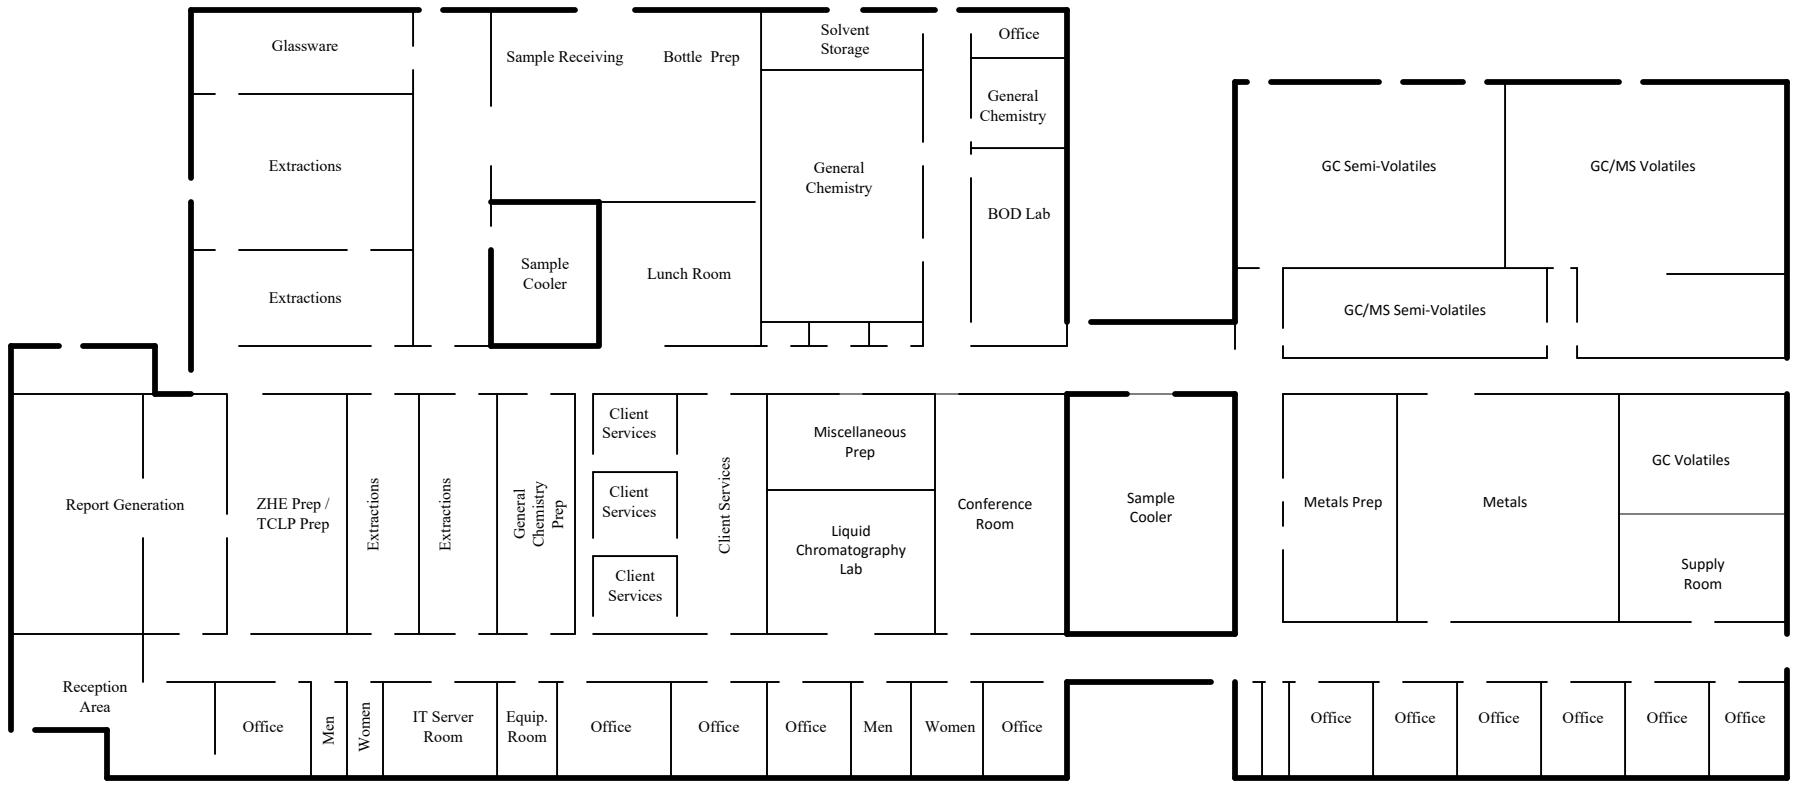 Glassware
Sample Receiving
Bottle Prep
Solvent
Storage
Office
General
Chemistry
Extractions
General
Chemistry
BOD Lab
GC Semi-Volatiles
GC/MS Volatiles
Extractions
Sample
Cooler
Lunch Room
GC/MS Semi-Volatiles
Report Generation
ZHE Prep /
TCLP Prep
Extractions
Extractions
General
Chemistry
Prep
Client
Services
Client
Services
Client
Services
Client Services
Miscellaneous
Prep
Liquid
Chromatography
Lab
Conference
Room
Sample
Cooler
Metals Prep
Metals
GC Volatiles
Supply
Room
Reception
Area
Office
Men
Women
IT Server
Room
Equip.
Room
Office
Office
Office
Men
Women
Office
Office
Office
Office
Office
Office
Office